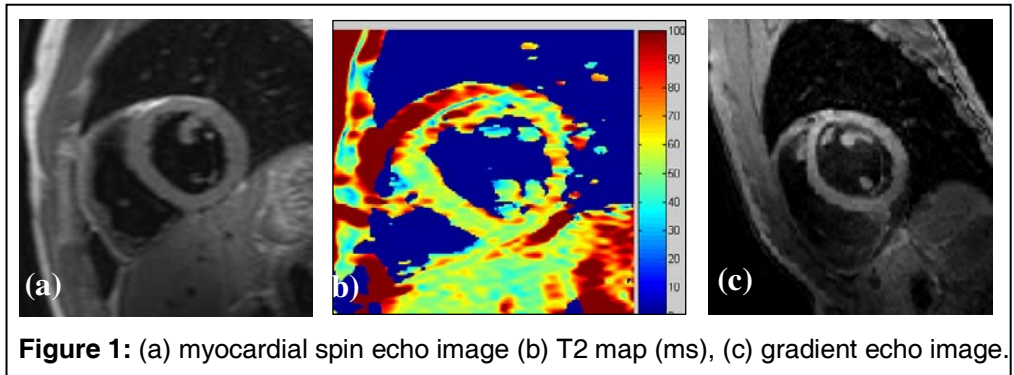 100
90
80
70
60
50
40
30
20
10
0
(a)
b)
(c)
Figure 1: (a) myocardial spin echo image (b) T2 map (ms), (c) gradient echo image.